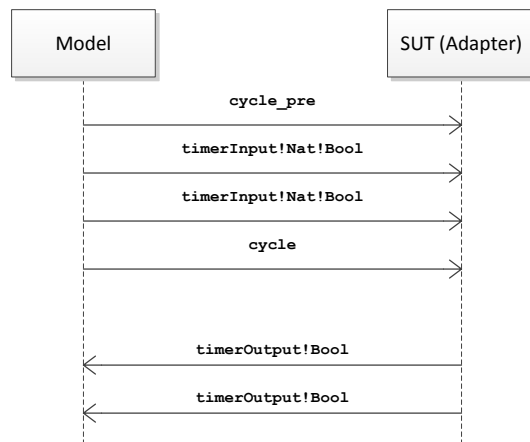 Model
SUT (Adapter)
cycle_pre
timerInput!Nat!Bool
timerInput!Nat!Bool
cycle
timerOutput!Bool
timerOutput!Bool